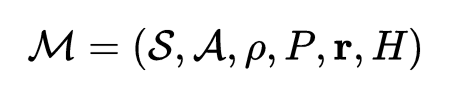 ℳ = (𝒮, 𝒜, ρ, P, 𝐫, H)